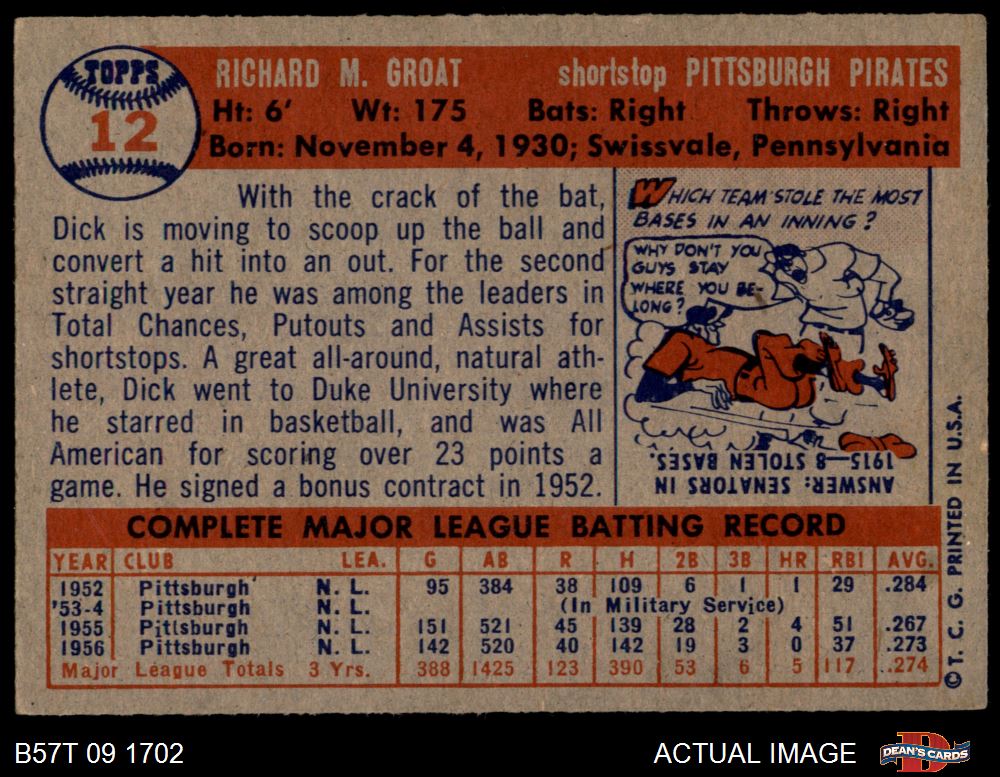 TOPPS
12
RICHARD M. GROAT shortstop PITTSBURGH PIRATES
Ht: 6' Wt: 175 Bats: Right Throws: Right
Born: November 4, 1930; Swissvale, Pennsylvania
With the crack of the bat,
Dick is moving to scoop up the ball and
convert a hit into an out. For the second
straight year he was among the leaders in
Total Chances, Putouts and Assists for
shortstops. A great all-around, natural ath-
lete, Dick went to Duke University where
he starred in basketball, and was All
American for scoring over 23 points a
game. He signed a bonus contract in 1952.
WHICH TEAM STOLE THE MOST
BASES IN AN INNING?
WHY DON'T YOU
GUYS STAY
WHERE YOU BE-
LONG?
ANSWER: SENATORS IN
1915—8 STOLEN BASES.
COMPLETE MAJOR LEAGUE BATTING RECORD
YEAR CLUB LEA. G AB R H 2B 3B HR RBI AVG.
1952 Pittsburgh N. L. 95 384 38 109 6 1 1 29 .284
'53-4 Pittsburgh N. L. (In Military Service)
1955 Pittsburgh N. L. 151 521 45 139 28 2 4 51 .267
1956 Pittsburgh N. L. 142 520 40 142 19 3 0 37 .273
Major League Totals 3 Yrs. 388 1425 123 390 53 6 5 117 .274
© T. C. G. PRINTED IN U.S.A.
B57T 09 1702 ACTUAL IMAGE DEAN'S CARDS